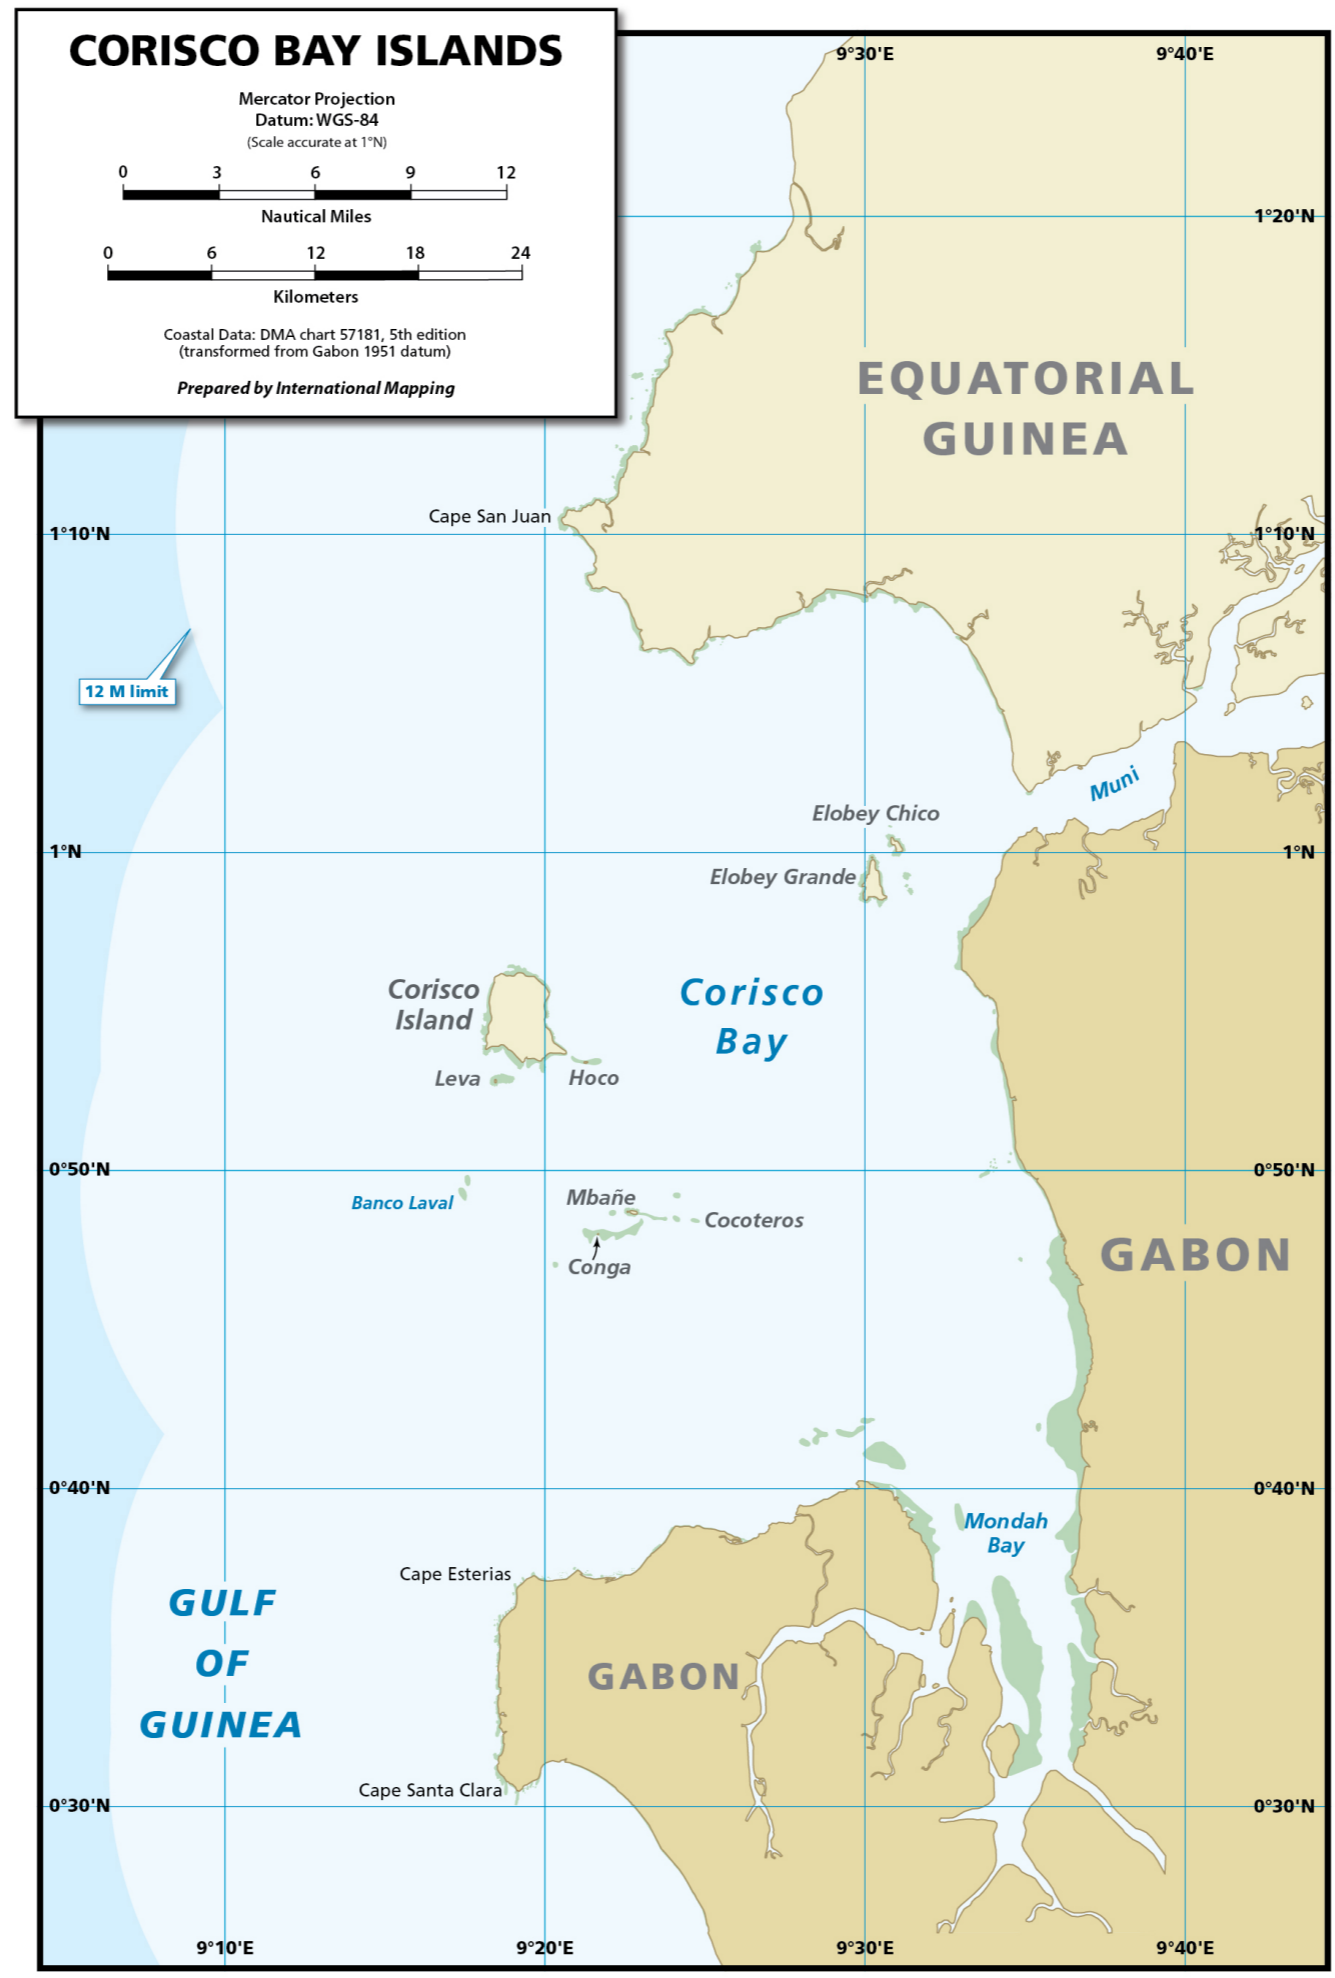 CORISCO BAY ISLANDS
Mercator Projection
Datum: WGS-84
(Scale accurate at 1°N)
0 3 6 9 12
Nautical Miles
0 6 12 18 24
Kilometers
Coastal Data: DMA chart 57181, 5th edition
(transformed from Gabon 1951 datum)
Prepared by International Mapping
9°30'E 9°40'E
1°20'N
EQUATORIAL
GUINEA
Cape San Juan
1°10'N 1°10'N
12 M limit
Muni
Elobey Chico
1°N 1°N
Elobey Grande
Corisco
Island
Corisco
Bay
Leva Hoco
0°50'N 0°50'N
Banco Laval
Mbañe
Cocoteros
Conga
GABON
0°40'N 0°40'N
Mondah
Bay
Cape Esterias
GULF
OF
GUINEA
GABON
Cape Santa Clara
0°30'N 0°30'N
9°10'E 9°20'E 9°30'E 9°40'E